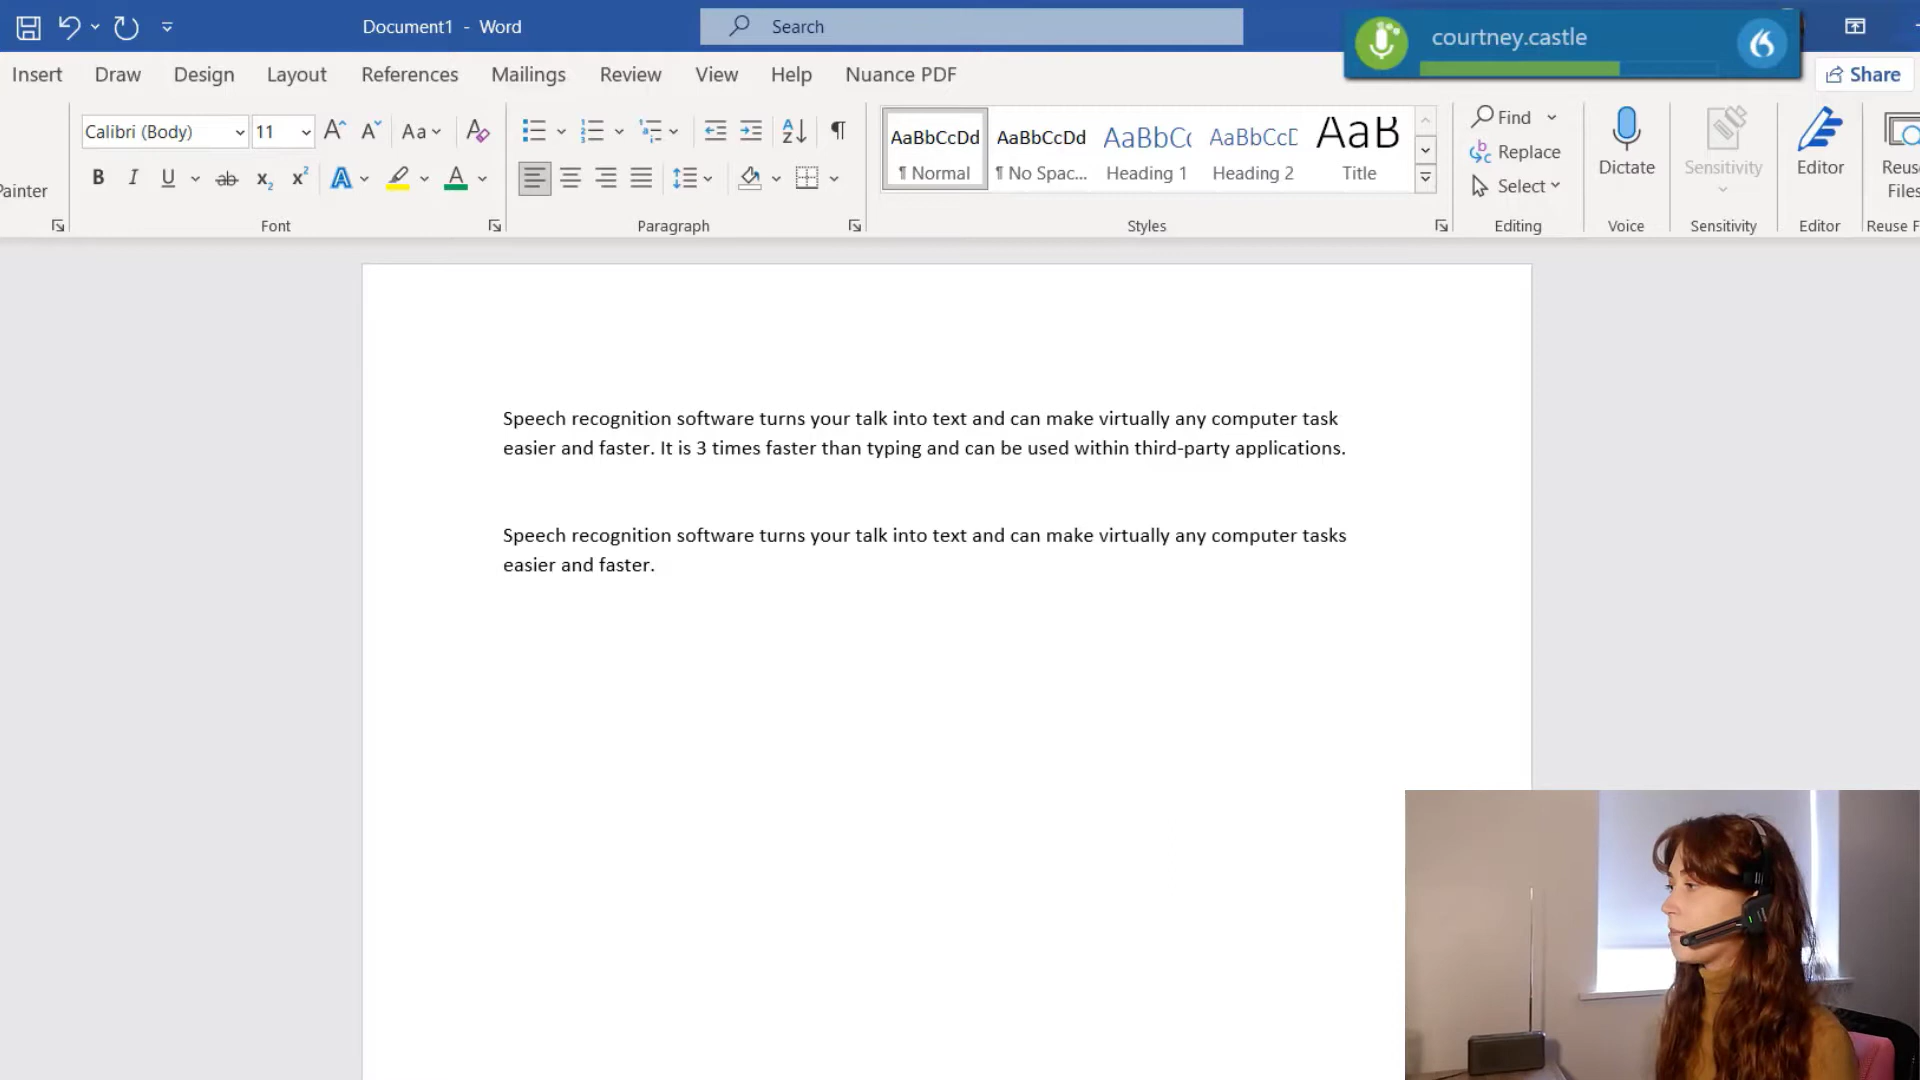 Document1 - Word
Search
courtney.castle
Insert Draw Design Layout References Mailings Review View Help Nuance PDF
Share
Calibri (Body) 11 Aa
AaBbCcDd AaBbCcDd AaBbC AaBbCcD AaB
¶ Normal ¶ No Spac... Heading 1 Heading 2 Title
Find
Replace
Select
Dictate
Sensitivity
Editor
Reus
Files
Painter
Font Paragraph Styles Editing Voice Sensitivity Editor Reuse F
Speech recognition software turns your talk into text and can make virtually any computer task
easier and faster. It is 3 times faster than typing and can be used within third-party applications.
Speech recognition software turns your talk into text and can make virtually any computer tasks
easier and faster.